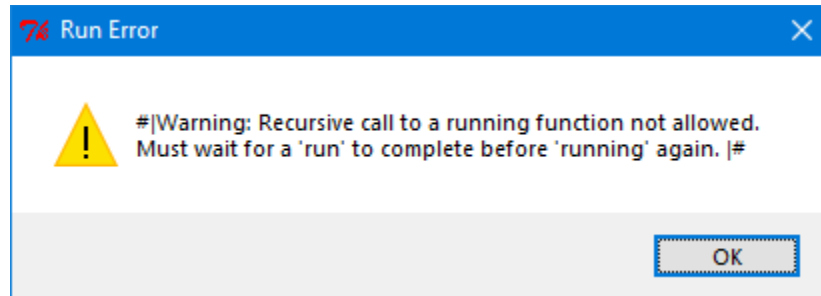 Run Error
#|Warning: Recursive call to a running function not allowed.
Must wait for a 'run' to complete before 'running' again. |#
OK